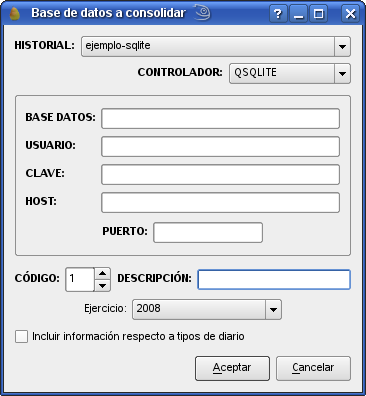 Base de datos a consolidar
HISTORIAL: ejemplo-sqlite
CONTROLADOR: QSQLITE
BASE DATOS:
USUARIO:
CLAVE:
HOST:
PUERTO:
CÓDIGO: 1 DESCRIPCIÓN:
Ejercicio: 2008
Incluir información respecto a tipos de diario
Aceptar Cancelar